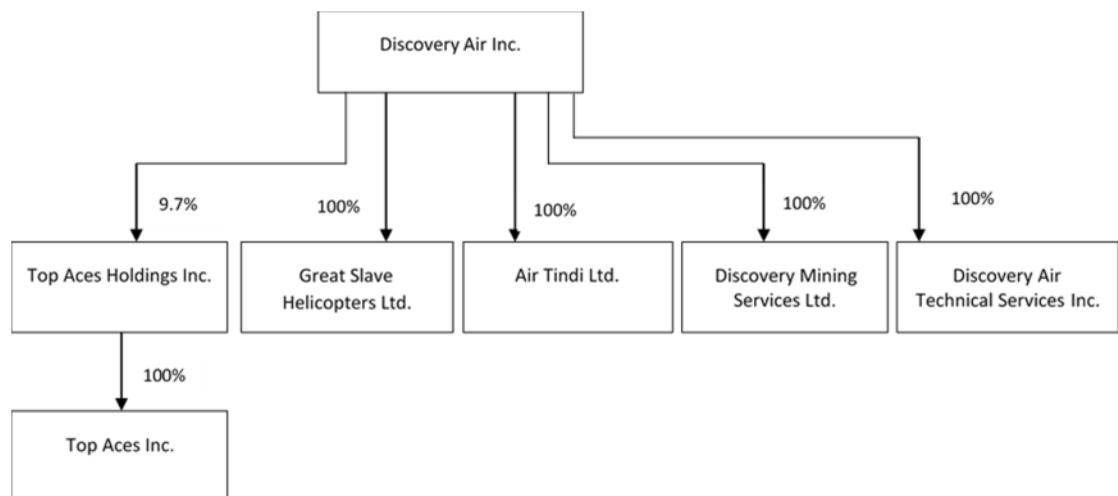 Discovery Air Inc.
9.7%
100%
100%
100%
100%
Top Aces Holdings Inc.
Great Slave
Helicopters Ltd.
Air Tindi Ltd.
Discovery Mining
Services Ltd.
Discovery Air
Technical Services Inc.
100%
Top Aces Inc.